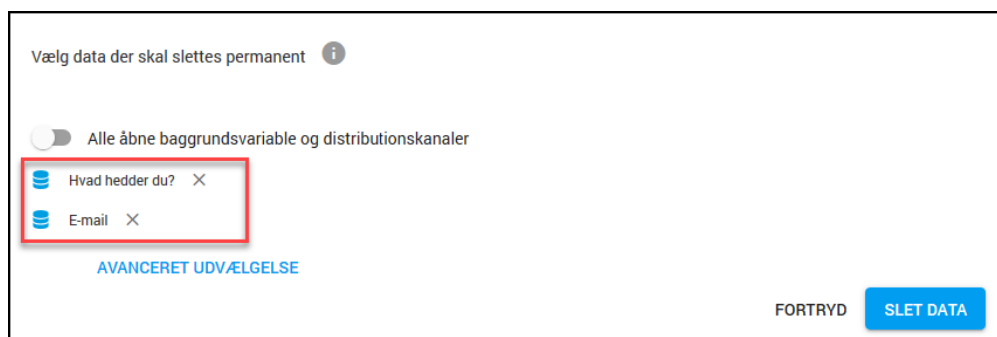 Vælg data der skal slettes permanent
Alle åbne baggrundsvariable og distributionskanaler
Hvad hedder du?
E-mail
AVANCERET UDVÆLGELSE
FORTRYD SLET DATA